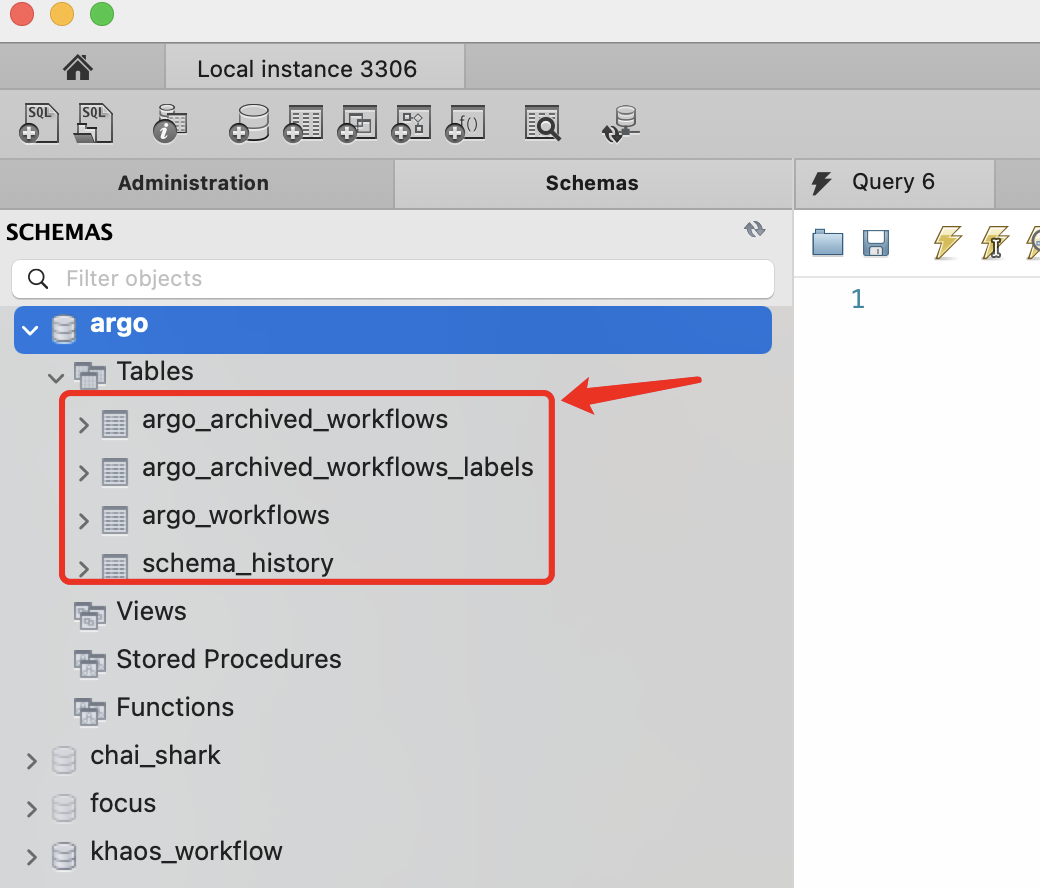 Local instance 3306
SQL
SQL
i
f()
Administration
Schemas
Query 6
SCHEMAS
Filter objects
1
argo
Tables
argo_archived_workflows
argo_archived_workflows_labels
argo_workflows
schema_history
Views
Stored Procedures
Functions
chai_shark
focus
khaos_workflow